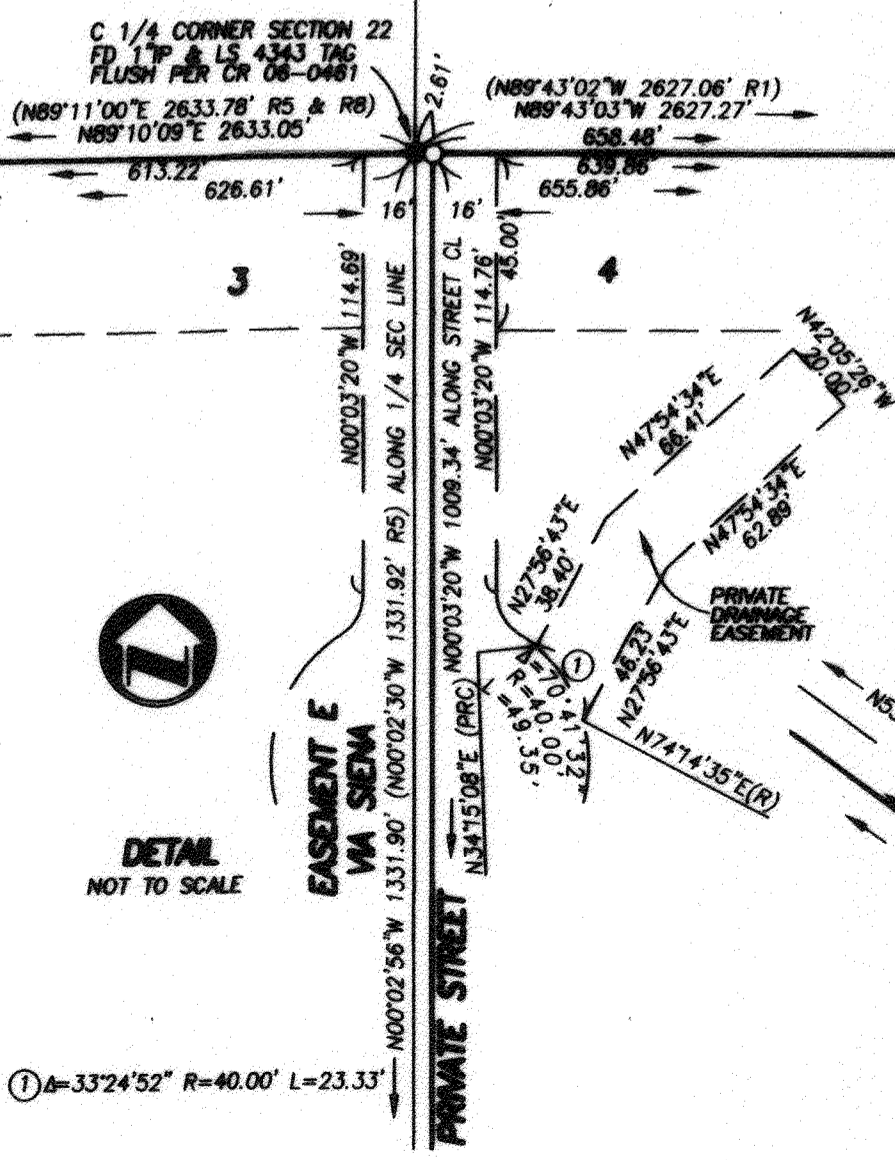 C 1/4 CORNER SECTION 22
FD 1"IP & LS 4343 TAG
FLUSH PER CR 06-0461
2.61'
(N89°11'00"E 2633.78' R5 & R8)
N89°10'09"E 2633.05'
(N89°43'02"W 2627.06' R1)
N89°43'03"W 2627.27'
658.48'
613.22'
639.86'
626.61'
655.86'
16'
16'
45.00'
3
4
N00°03'20"W 114.69'
N00°02'56"W 1331.90' (N00°02'30"W 1331.92' R5) ALONG 1/4 SEC LINE
N00°03'20"W 1009.34' ALONG STREET CL
N00°03'20"W 114.76'
N42°05'26"W
20.00'
N47°54'34"E
66.41'
N47°54'34"E
62.89'
N27°56'43"E
38.40'
PRIVATE
DRAINAGE
EASEMENT
46.23'
N27°56'43"E
1
Δ=70°41'32"
R=40.00'
=49.35'
N34°15'08"E (PRC)
N74°14'35"E(R)
N53
EASEMENT E
VIA SIENA
DETAIL
NOT TO SCALE
PRIVATE STREET
1 Δ=33°24'52" R=40.00' L=23.33'